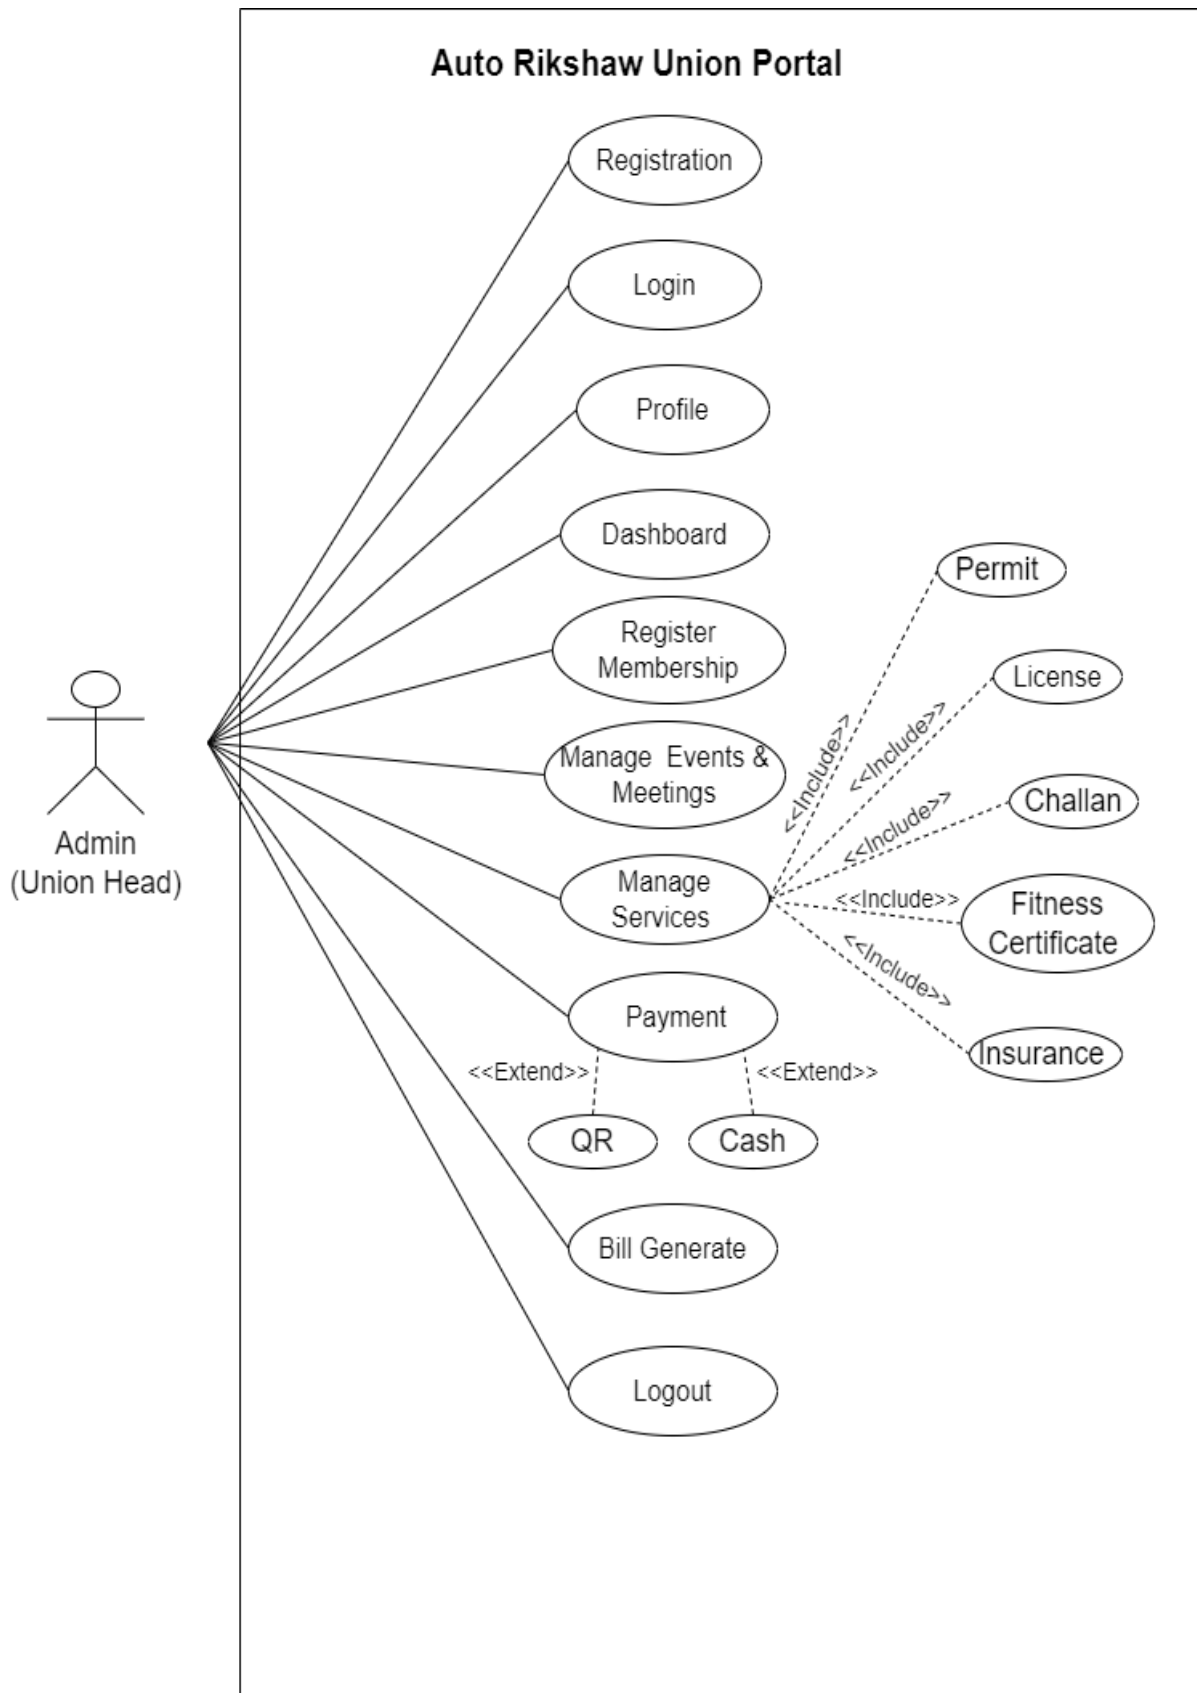 Auto Rikshaw Union Portal
Registration
Login
Profile
Dashboard
Register
Membership
Manage  Events &
Meetings
Manage
Services
Payment
<<Extend>>
<<Extend>>
QR
Cash
Bill Generate
Logout
Admin
(Union Head)
Permit
License
Challan
Fitness
Certificate
Insurance
<<Include>>
<<Include>>
<<Include>>
<<Include>>
<<Include>>